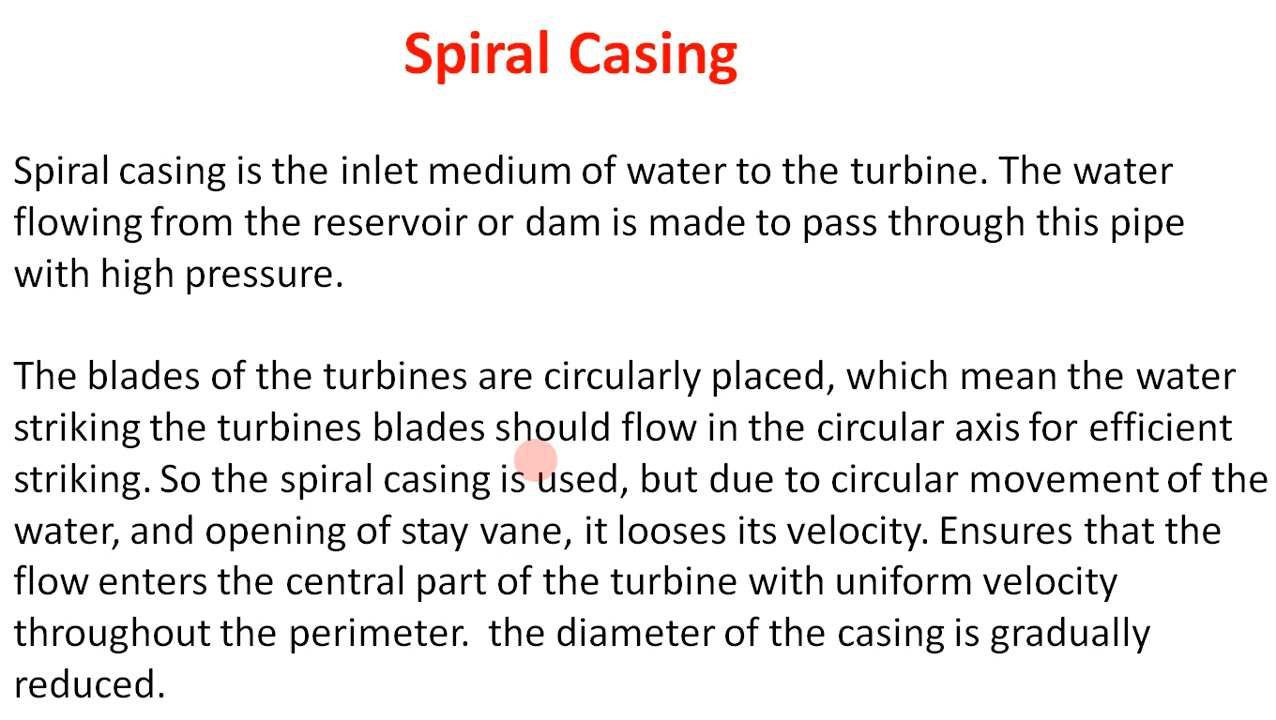 Spiral Casing
Spiral casing is the inlet medium of water to the turbine. The water
flowing from the reservoir or dam is made to pass through this pipe
with high pressure.
The blades of the turbines are circularly placed, which mean the water
striking the turbines blades should flow in the circular axis for efficient
striking. So the spiral casing is used, but due to circular movement of the
water, and opening of stay vane, it looses its velocity. Ensures that the
flow enters the central part of the turbine with uniform velocity
throughout the perimeter.  the diameter of the casing is gradually
reduced.